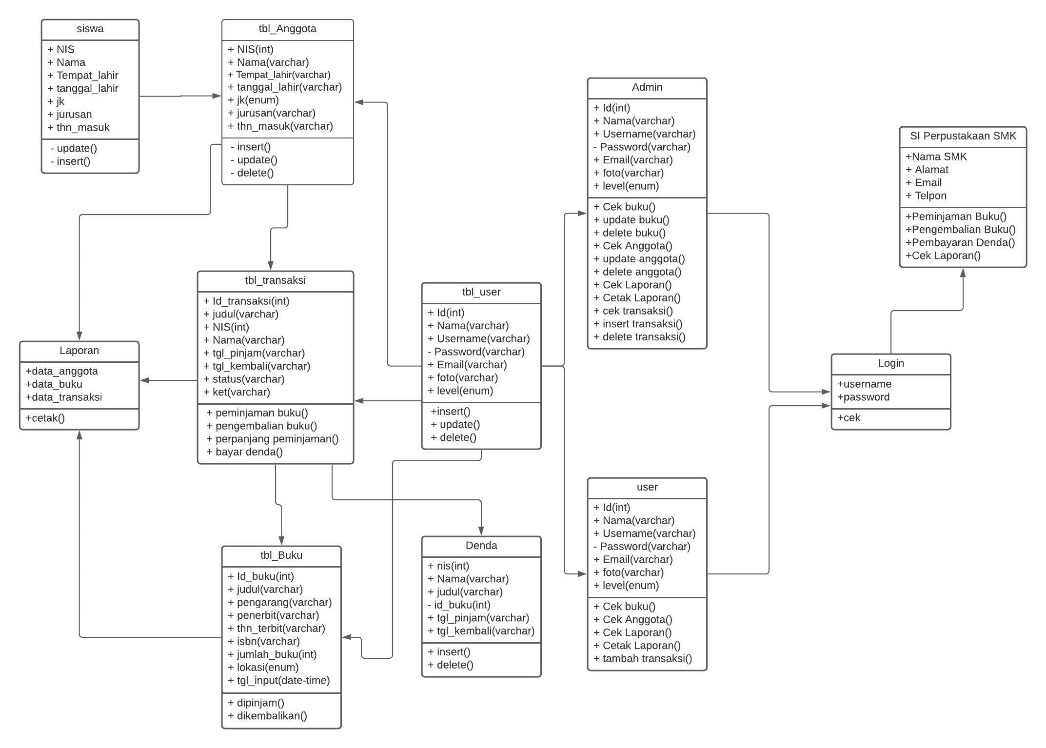 siswa
+ NIS
+ Nama
+ Tempat_lahir
+ tanggal_lahir
+ jk
+ jurusan
+ thn_masuk
- update()
- insert()
tbl_Anggota
+ NIS(int)
+ Nama(varchar)
+ Tempat_lahir(varchar)
+ tanggal_lahir(varchar)
+ jk(enum)
+ jurusan(varchar)
+ thn_masuk(varchar)
- insert()
- update()
- delete()
Admin
+ Id(int)
+ Nama(varchar)
+ Username(varchar)
- Password(varchar)
+ Email(varchar)
+ foto(varchar)
+ level(enum)
+ Cek buku()
+ update buku()
+ delete buku()
+ Cek Anggota()
+ update anggota()
+ delete anggota()
+ Cek Laporan()
+ Cetak Laporan()
+ cek transaksi()
+ insert transaksi()
+ delete transaksi()
SI Perpustakaan SMK
+Nama SMK
+ Alamat
+ Email
+ Telpon
+Peminjaman Buku()
+Pengembalian Buku()
+Pembayaran Denda()
+Cek Laporan()
tbl_transaksi
+ Id_transaksi(int)
+ judul(varchar)
+ NIS(int)
+ Nama(varchar)
+ tgl_pinjam(varchar)
+ tgl_kembali(varchar)
+ status(varchar)
+ ket(varchar)
+ peminjaman buku()
+ pengembalian buku()
+ perpanjang peminjaman()
+ bayar denda()
tbl_user
+ Id(int)
+ Nama(varchar)
+ Username(varchar)
- Password(varchar)
+ Email(varchar)
+ foto(varchar)
+ level(enum)
+insert()
+ update()
+ delete()
Laporan
+data_anggota
+data_buku
+data_transaksi
+cetak()
Login
+username
+password
+cek
user
+ Id(int)
+ Nama(varchar)
+ Username(varchar)
- Password(varchar)
+ Email(varchar)
+ foto(varchar)
+ level(enum)
+ Cek buku()
+ Cek Anggota()
+ Cek Laporan()
+ Cetak Laporan()
+ tambah transaksi()
tbl_Buku
+ Id_buku(int)
+ judul(varchar)
+ pengarang(varchar)
+ penerbit(varchar)
+ thn_terbit(varchar)
+ isbn(varchar)
+ jumlah_buku(int)
+ lokasi(enum)
+ tgl_input(date-time)
+ dipinjam()
+ dikembalikan()
Denda
+ nis(int)
+ Nama(varchar)
+ judul(varchar)
- id_buku(int)
+ tgl_pinjam(varchar)
+ tgl_kembali(varchar)
+ insert()
+ delete()